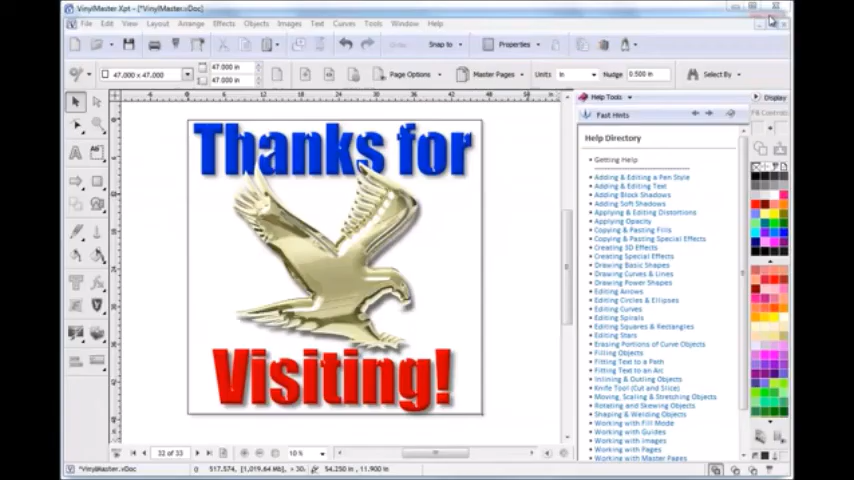 VinylMaster Xpt - [*VinylMaster.vDoc]
File Edit View Layout Arrange Effects Objects Images Text Curves Tools Window Help
Snap to Properties
47.000 x 47.000 47.000 in 47.000 in Page Options Master Pages Units in Nudge 0.500 in Select By
Help Tools
Display
Fast Hints
Fill Controls
Help Directory
Getting Help
Adding & Editing a Pen Style
Adding & Editing Text
Adding Block Shadows
Adding Soft Shadows
Applying & Editing Distortions
Applying Opacity
Copying & Pasting Fills
Copying & Pasting Special Effects
Creating 3D Effects
Creating Special Effects
Drawing Basic Shapes
Drawing Curves & Lines
Drawing Power Shapes
Editing Arrows
Editing Circles & Ellipses
Editing Curves
Editing Spirals
Editing Squares & Rectangles
Editing Stars
Erasing Portions of Curve Objects
Filling Objects
Fitting Text to a Path
Fitting Text to an Arc
Inlining & Outlining Objects
Knife Tool (Cut and Slice)
Moving, Scaling & Stretching Objects
Rotating and Skewing Objects
Shaping & Welding Objects
Working with Fill Mode
Working with Guides
Working with Images
Working with Pages
Working with Master Pages
Thanks for
Visiting!
32 of 33
10 %
*VinylMaster.vDoc 0 517.574, [1,019.64 Mb], > 30 54.250 in, 11.900 in